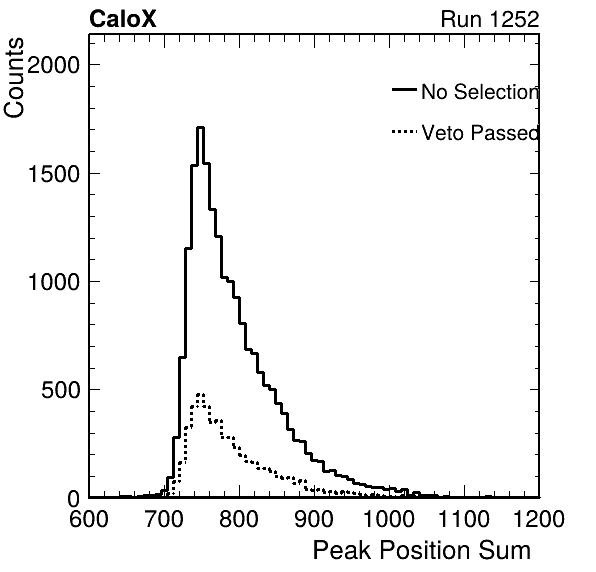 CaloX Run 1252
Counts
2000
1500
1000
500
0
No Selection
Veto Passed
600 700 800 900 1000 1100 1200
Peak Position Sum